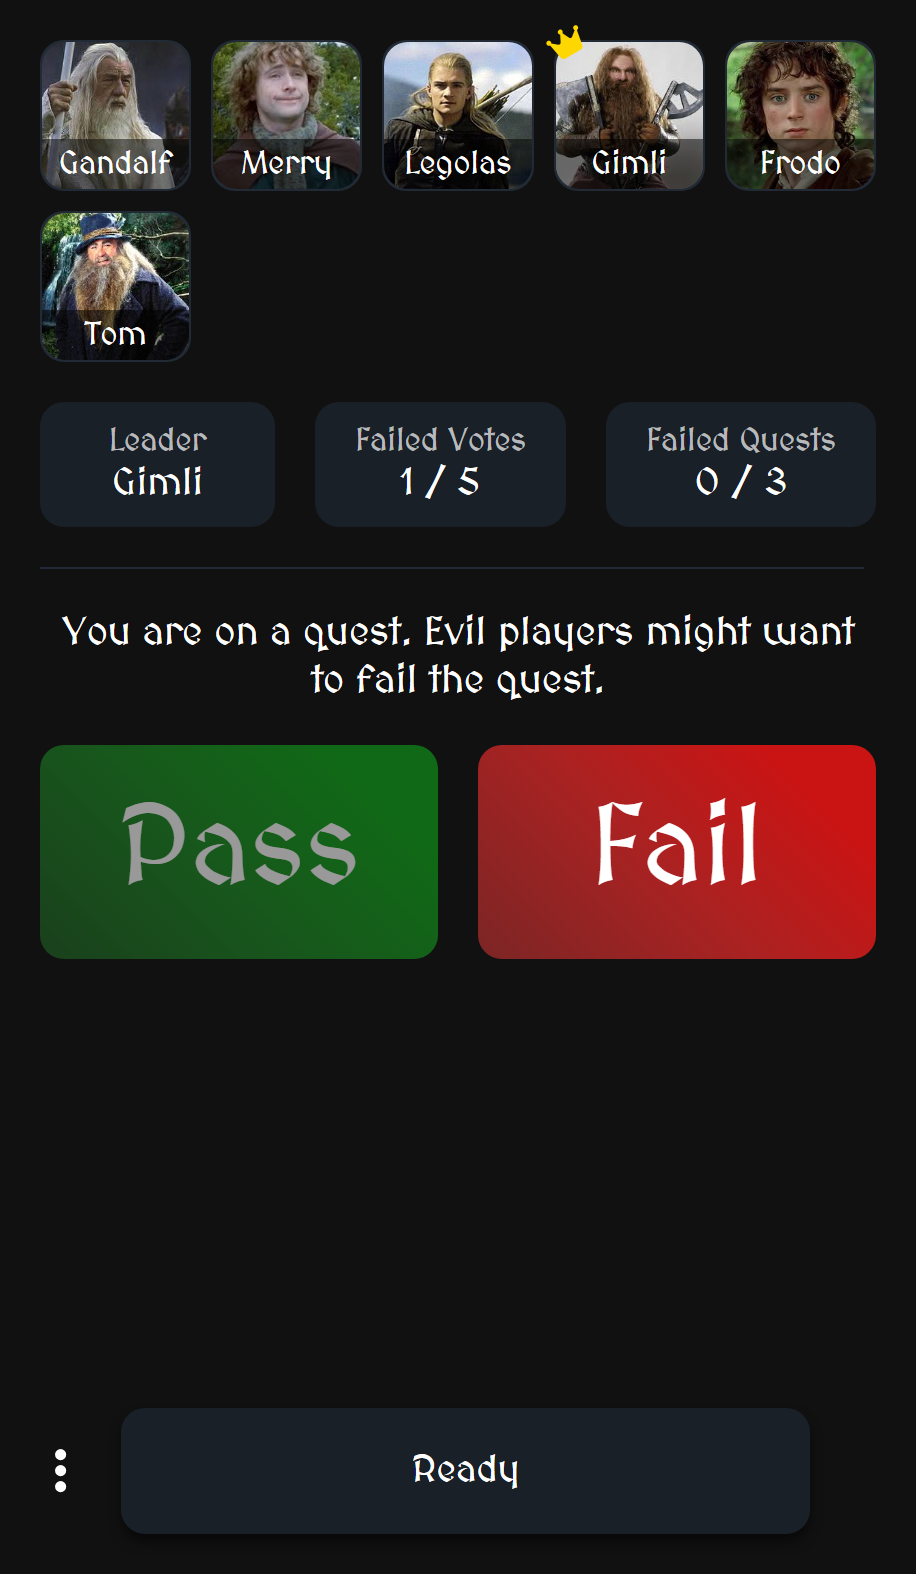 Gandalf
Merry
Legolas
Gimli
Frodo
Tom
Leader
Gimli
Failed Votes
1 / 5
Failed Quests
0 / 3
You are on a quest. Evil players might want
to fail the quest.
Pass
Fail
Ready